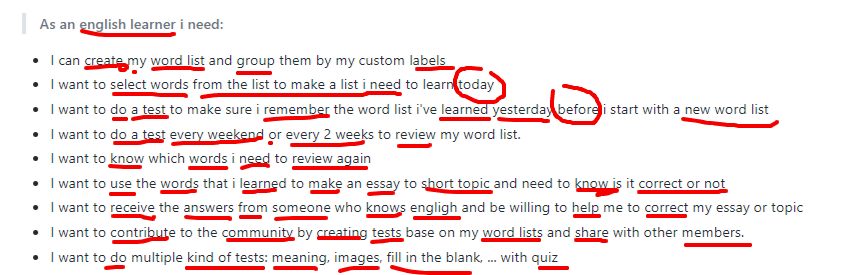 As an english learner i need:
I can create my word list and group them by my custom labels
I want to select words from the list to make a list i need to learn today
I want to do a test to make sure i remember the word list i've learned yesterday before i start with a new word list
I want to do a test every weekend or every 2 weeks to review my word list.
I want to know which words i need to review again
I want to use the words that i learned to make an essay to short topic and need to know is it correct or not
I want to receive the answers from someone who knows engligh and be willing to help me to correct my essay or topic
I want to contribute to the community by creating tests base on my word lists and share with other members.
I want to do multiple kind of tests: meaning, images, fill in the blank, ... with quiz